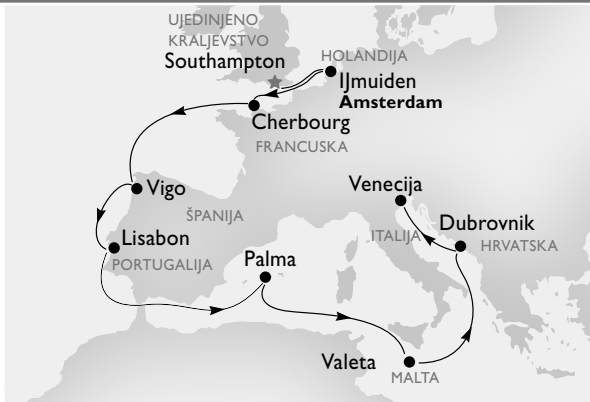 UJEDINJENO
KRALJEVSTVO
Southampton
HOLANDIJA
IJmuiden
Amsterdam
Cherbourg
FRANCUSKA
Vigo
Venecija
ŠPANIJA
Dubrovnik
Lisabon
ITALIJA
HRVATSKA
PORTUGALIJA
Palma
Valeta
MALTA